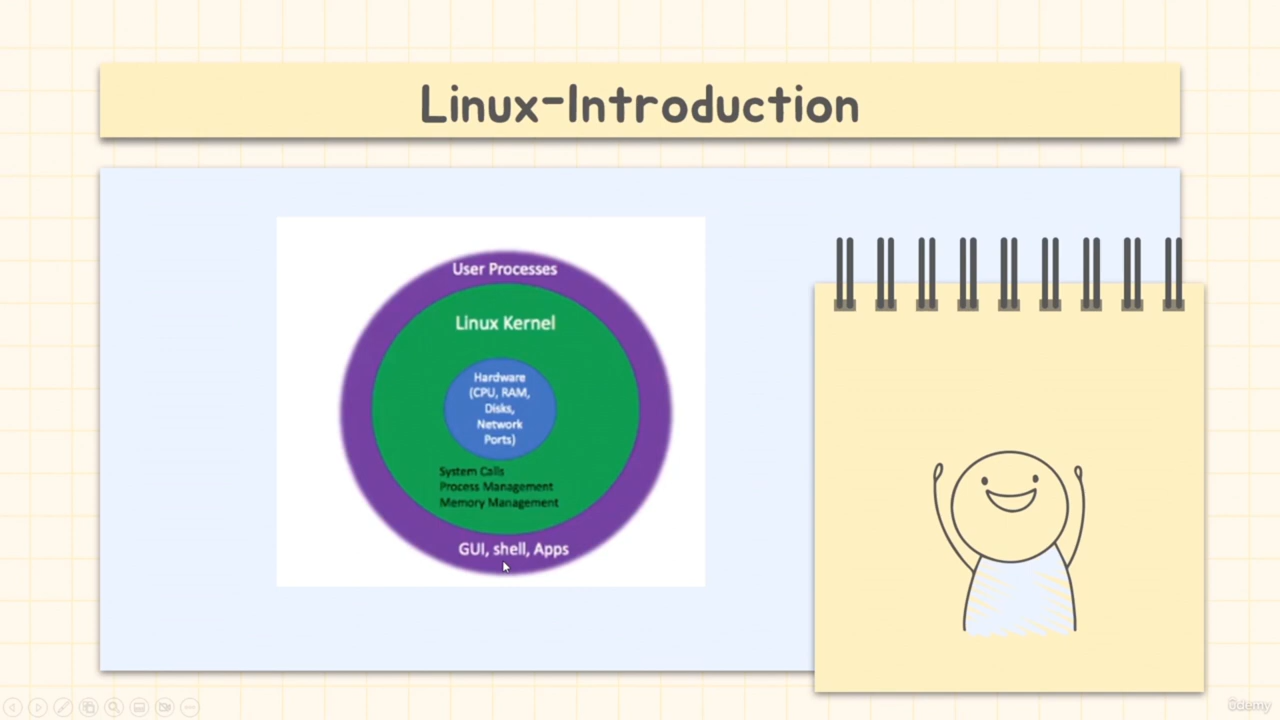 Linux-Introduction
User Processes
Linux Kernel
Hardware
(CPU, RAM,
Disks,
Network
Ports)
System Calls
Process Management
Memory Management
GUI, shell, Apps
ûdemy